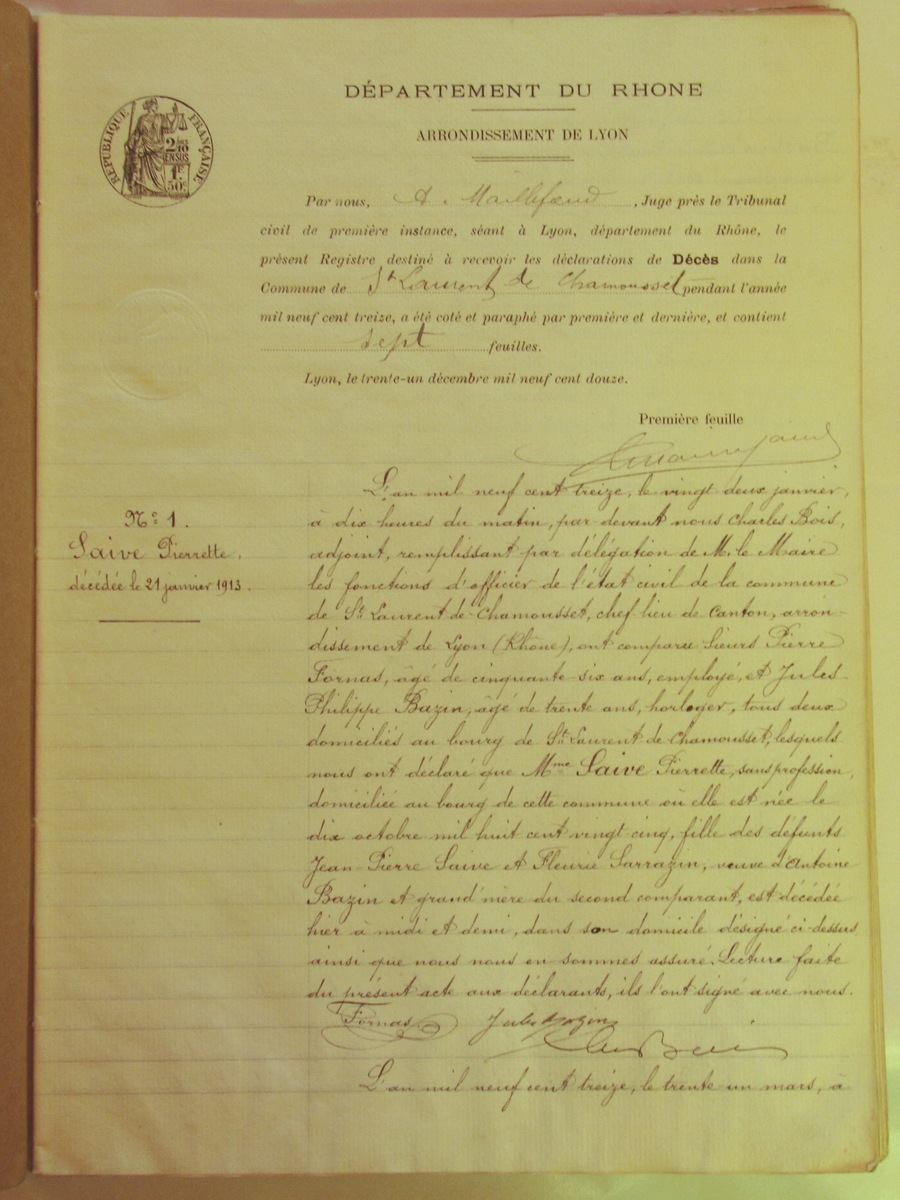 DÉPARTEMENT DU RHONE
ARRONDISSEMENT DE LYON
RÉPUBLIQUE FRANÇAISE
2/10
EN SUS
1F
50c
Par nous, A. , Juge près le Tribunal
civil de première instance, séant à Lyon, département du Rhône, le
présent Registre destiné à recevoir les déclarations de Décès dans la
Commune de St Laurent de Chamousset pendant l'année
mil neuf cent treize, a été coté et paraphé par première et dernière, et contient
sept feuilles.
Lyon, le trente-un décembre mil neuf cent douze.
Première feuille
N° 1.
Saive Pierrette.
décédée le 21 janvier 1913.
L'an mil neuf cent treize, le vingt deux janvier,
à dix heures du matin, par-devant nous Charles Bois,
adjoint, remplissant par délégation de M. le Maire
les fonctions d'officier de l'état civil de la commune
de St Laurent-de-Chamousset, chef lieu de Canton, arron-
dissement de Lyon (Rhône), ont comparu Sieurs Pierre
Fornas, âgé de cinquante-six ans, employé, et Jules
Philippe Bazin, âgé de trente ans, horloger, tous deux
domiciliés au bourg de St Laurent-de-Chamousset, lesquels
nous ont déclaré que Mme Saive Pierrette, sans profession,
domiciliée au bourg de cette commune où elle est née le
dix octobre mil huit cent vingt cinq, fille des défunts
Jean-Pierre Saive et Fleurie Sarrazin, veuve d'Antoine
Bazin et grand'mère du second comparant, est décédée
hier à midi et demi, dans son domicile désigné ci-dessus
ainsi que nous nous en sommes assuré. Lecture faite
du présent acte aux déclarants, ils l'ont signé avec nous.
Fornas Jules Bazin
Ch Bois
L'an mil neuf cent treize, le trente un mars, à